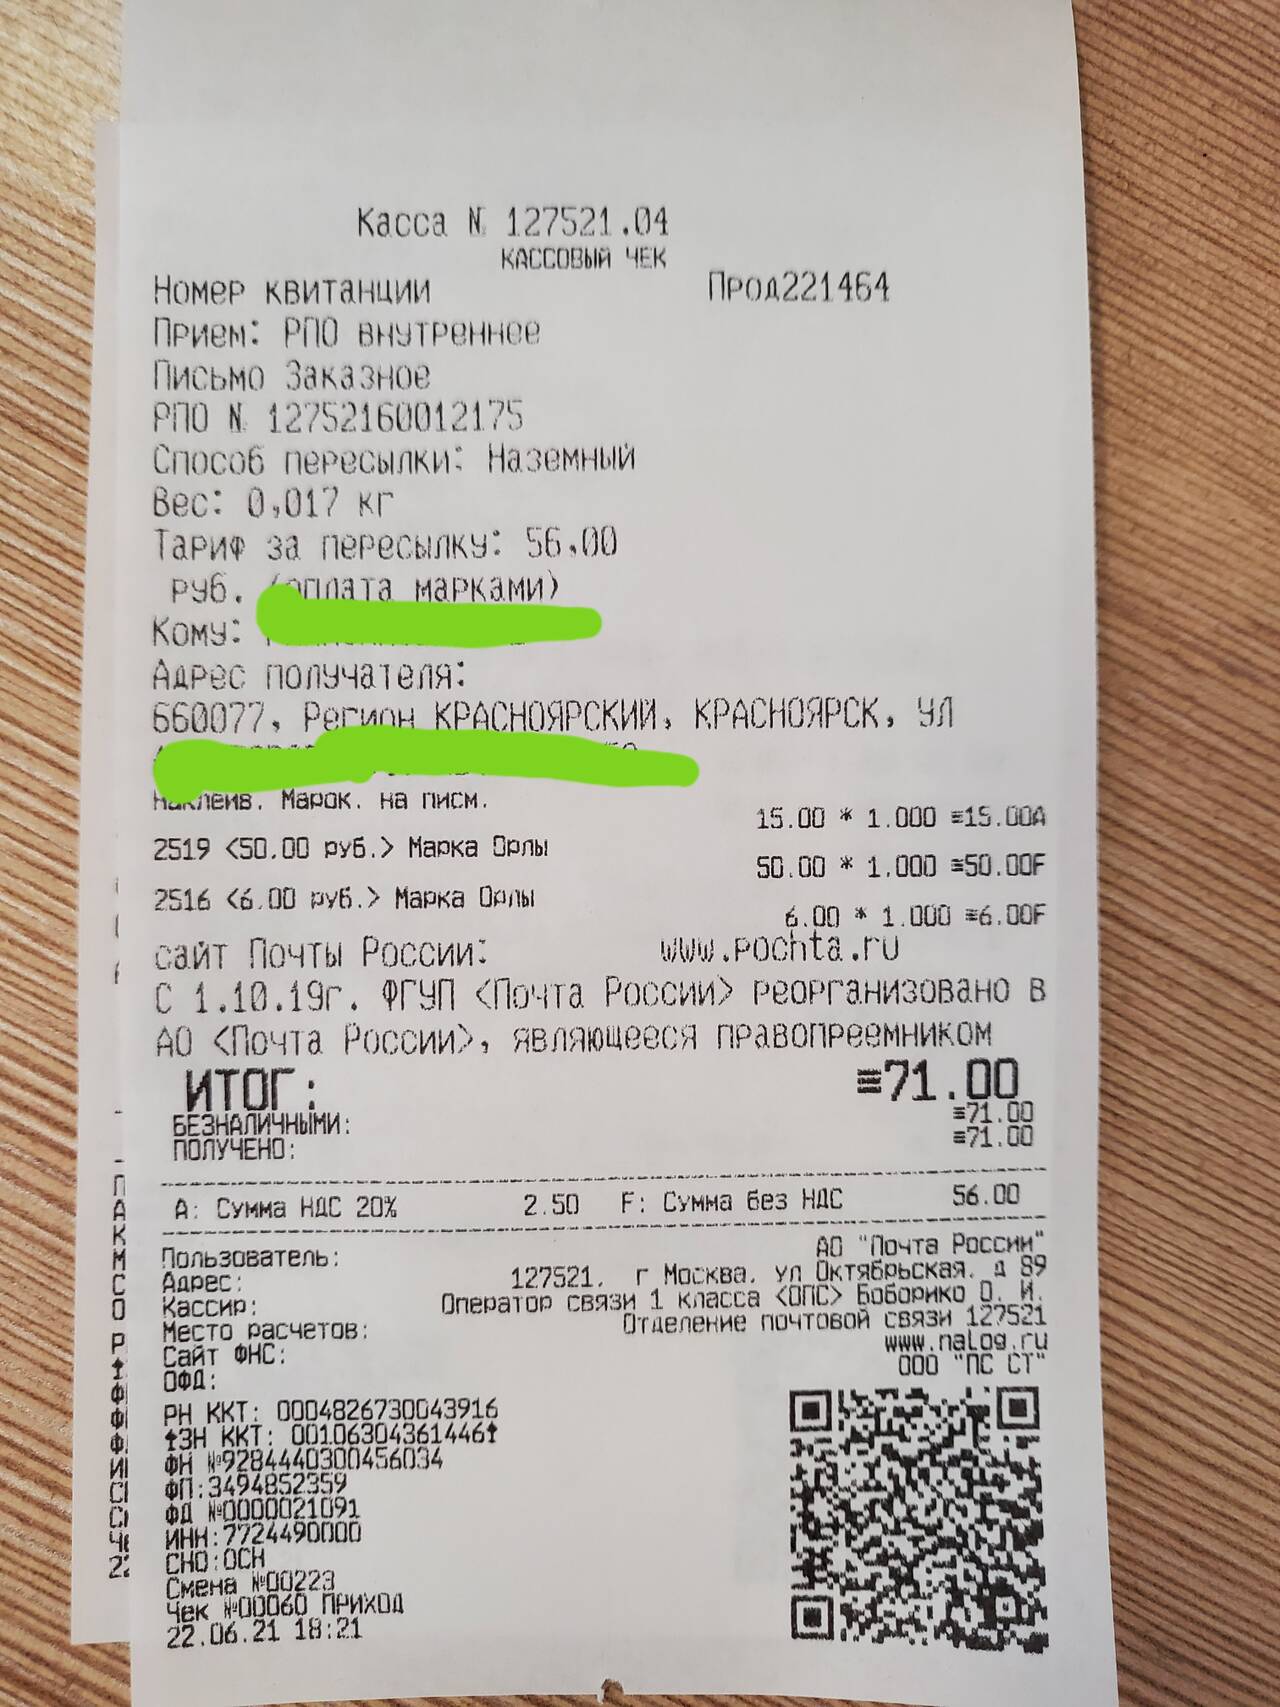 Касса № 127521.04
КАССОВЫЙ ЧЕК
Номер квитанции Прод221464
Прием: РПО внутреннее
Письмо Заказное
РПО № 12752160012175
Способ пересылки: Наземный
Вес: 0,017 кг
Тариф за пересылку: 56,00
руб. (оплата марками)
Кому:
Адрес получателя:
660077, Регион КРАСНОЯРСКИЙ, КРАСНОЯРСК, УЛ
Наклеив. Марок. на писм.
15.00 * 1.000 ≡15.00А
2519 <50.00 руб.> Марка Орлы
50.00 * 1.000 ≡50.00F
2516 <6.00 руб.> Марка Орлы
6.00 * 1.000 ≡6.00F
сайт Почты России: www.pochta.ru
С 1.10.19г. ФГУП <Почта России> реорганизовано в
АО <Почта России>, являющееся правопреемником
ИТОГ: ≡71.00
БЕЗНАЛИЧНЫМИ: ≡71.00
ПОЛУЧЕНО: ≡71.00
А: Сумма НДС 20% 2.50 F: Сумма без НДС 56.00
Пользователь: АО "Почта России"
Адрес: 127521, г Москва, ул Октябрьская, д 89
Кассир: Оператор связи 1 класса <ОПС> Боборико О. И.
Место расчетов: Отделение почтовой связи 127521
Сайт ФНС: www.nalog.ru
ОФД: ООО "ПС СТ"
РН ККТ: 0004826730043916
↑ЗН ККТ: 00106304361446↑
ФН №9284440300456034
ФП:3494852359
ФД №0000021091
ИНН:7724490000
СНО:ОСН
Смена №00223
Чек №00060 ПРИХОД
22.06.21 18:21